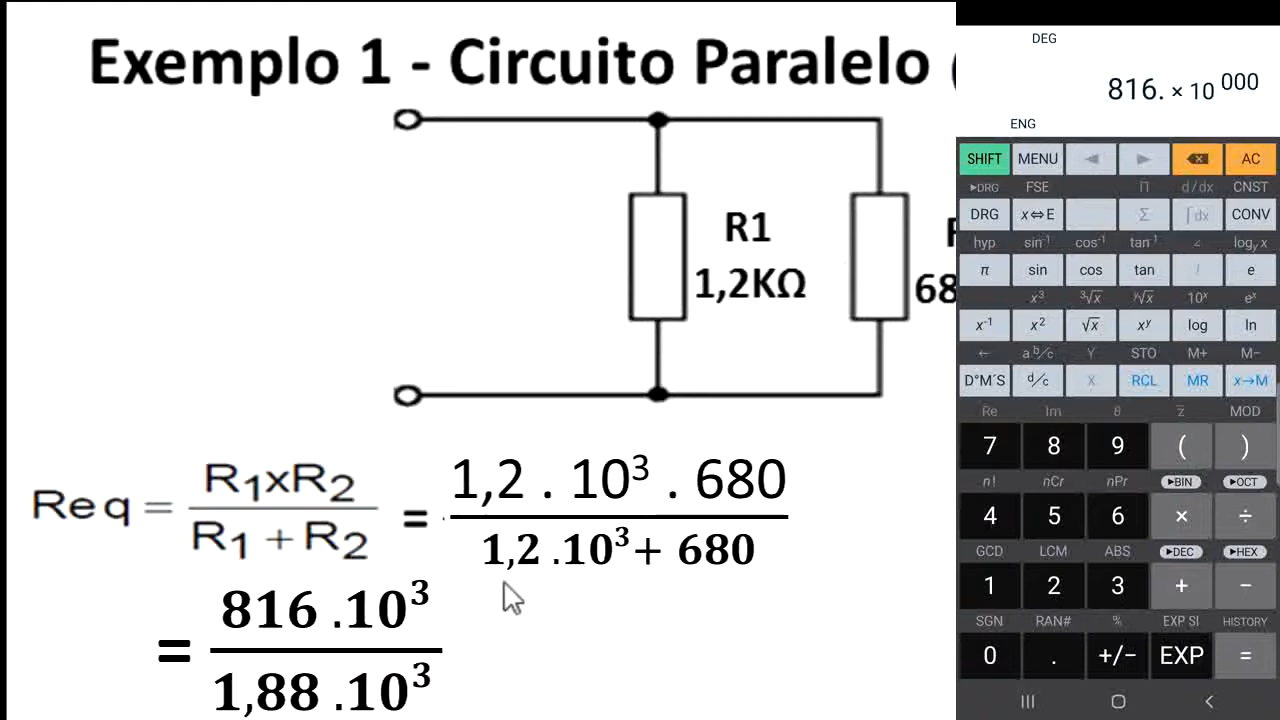 Exemplo 1 - Circuito Paralelo (
R1
1,2KΩ
68
Req = R₁xR₂ / R₁ + R₂ = 1,2 . 10³ . 680 / 1,2 .10³+ 680
= 816 .10³ / 1,88 .10³
DEG
816. × 10 000
ENG
SHIFT MENU ◄ ► ⌫ AC
►DRG FSE Π d/dx CNST
DRG x⇔E Σ ∫dx CONV
hyp sin⁻¹ cos⁻¹ tan⁻¹ ∠ logᵧ x
π sin cos tan i e
x³ ³√x ʸ√x 10ˣ eˣ
x⁻¹ x² √x xʸ log ln
← a b/c Y STO M+ M−
D°M´S d/c X RCL MR x→M
Re Im θ z̅ MOD
7 8 9 ( )
n! nCr nPr ►BIN ►OCT
4 5 6 × ÷
GCD LCM ABS ►DEC ►HEX
1 2 3 + −
SGN RAN# % EXP SI HISTORY
0 . +/− EXP =